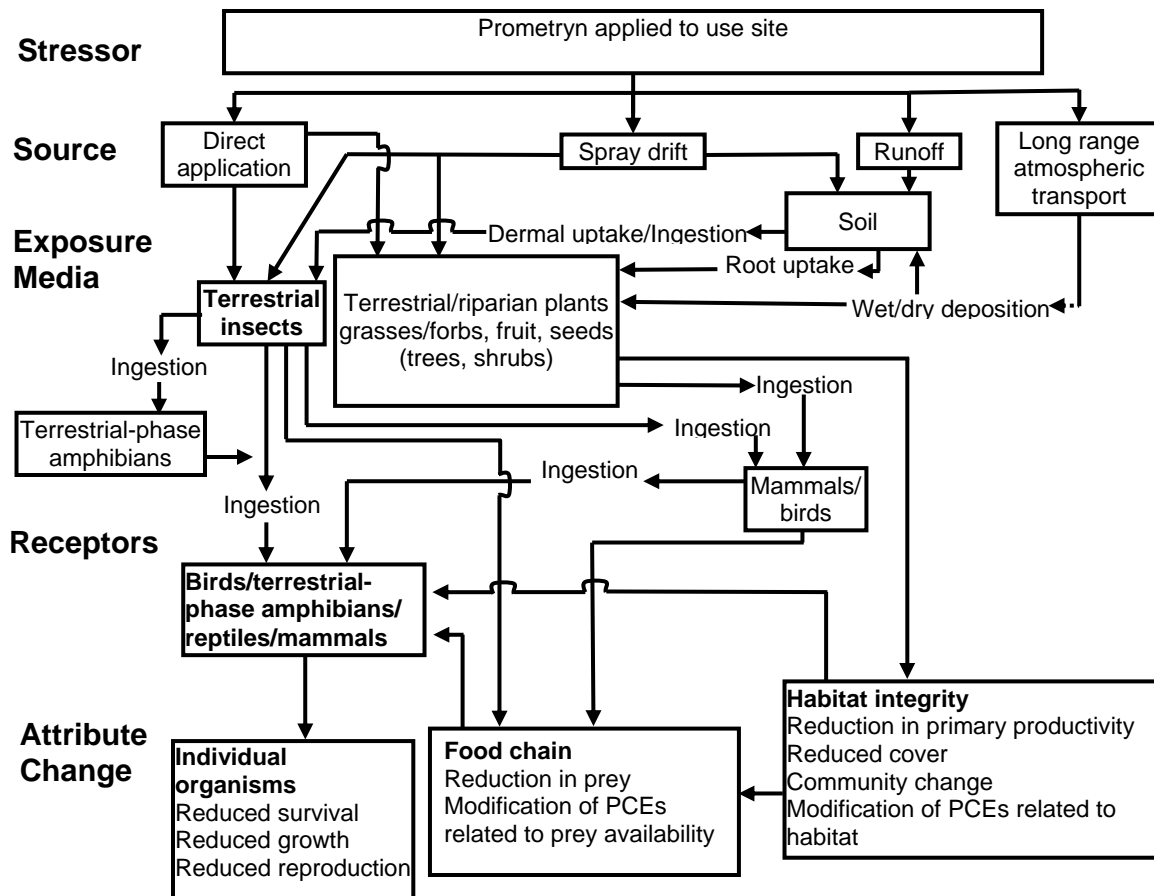 Prometryn applied to use site
Stressor
Source
Direct
application
Spray drift
Runoff
Long range
atmospheric
transport
Soil
Exposure
Media
Dermal uptake/Ingestion
Root uptake
Wet/dry deposition
Terrestrial
insects
Terrestrial/riparian plants
grasses/forbs, fruit, seeds
(trees, shrubs)
Ingestion
Ingestion
Ingestion
Terrestrial-phase
amphibians
Ingestion
Ingestion
Mammals/
birds
Receptors
Birds/terrestrial-
phase amphibians/
reptiles/mammals
Attribute
Change
Individual
organisms
Reduced survival
Reduced growth
Reduced reproduction
Food chain
Reduction in prey
Modification of PCEs
related to prey availability
Habitat integrity
Reduction in primary productivity
Reduced cover
Community change
Modification of PCEs related to
habitat